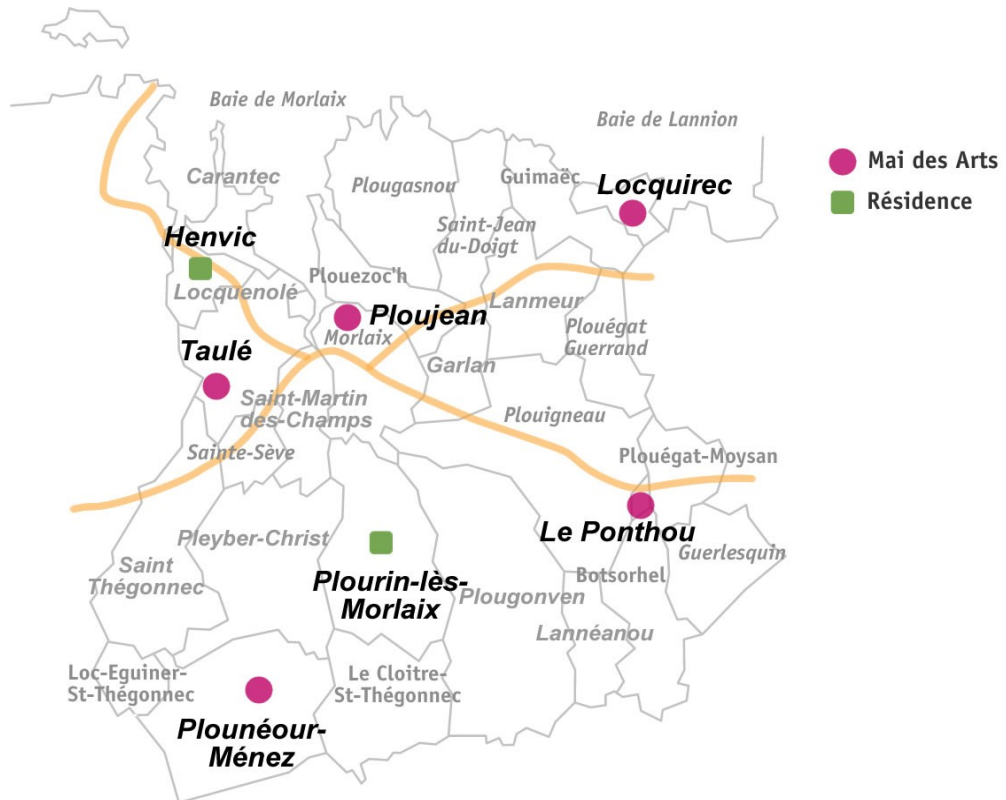 Baie de Morlaix
Baie de Lannion
Mai des Arts
Résidence
Carantec
Plougasnou
Guimaëc
Locquirec
Henvic
Saint-Jean
du-Doigt
Locquenolé
Plouezoc'h
Lanmeur
Ploujean
Morlaix
Plouégat
Guerrand
Taulé
Garlan
Saint-Martin
des-Champs
Plouigneau
Sainte-Sève
Plouégat-Moysan
Le Ponthou
Pleyber-Christ
Guerlesquin
Saint
Thégonnec
Botsorhel
Plourin-lès-
Morlaix
Plougonven
Lannéanou
Loc-Eguiner-
St-Thégonnec
Le Cloitre-
St-Thégonnec
Plounéour-
Ménez